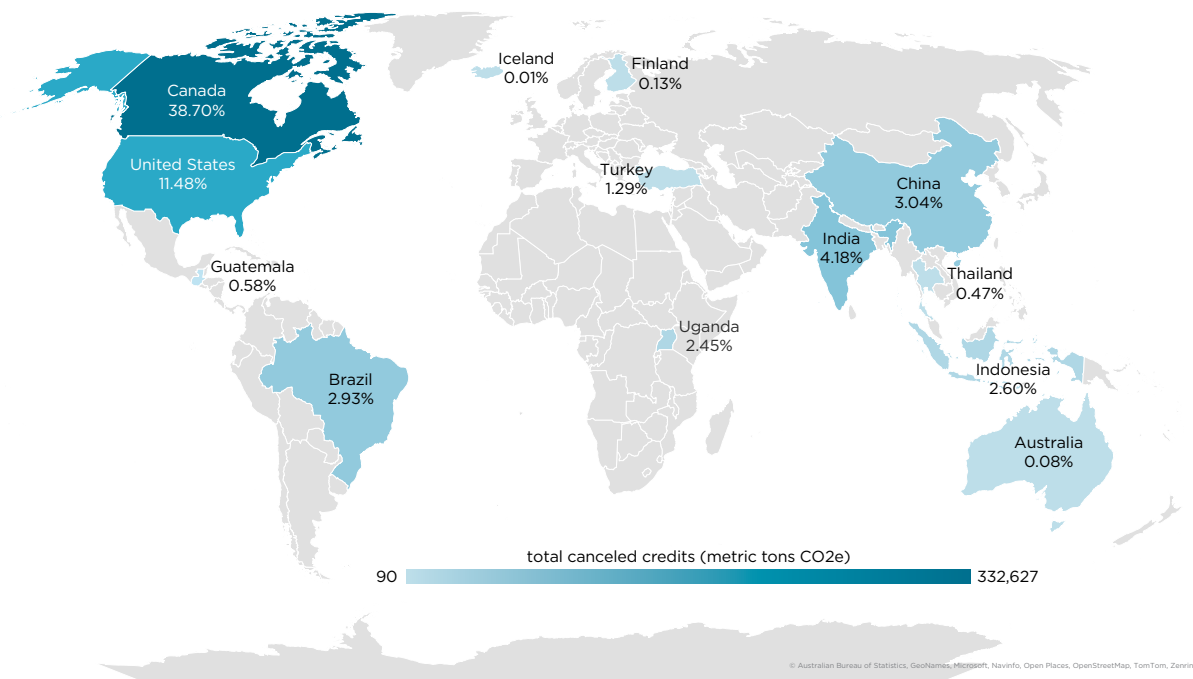 Iceland
0.01%
Finland
0.13%
Canada
38.70%
United States
11.48%
Turkey
1.29%
China
3.04%
India
4.18%
Guatemala
0.58%
Thailand
0.47%
Uganda
2.45%
Brazil
2.93%
Indonesia
2.60%
Australia
0.08%
total canceled credits (metric tons CO2e)
90
332,627
© Australian Bureau of Statistics, GeoNames, Microsoft, Navinfo, Open Places, OpenStreetMap, TomTom, Zenrin